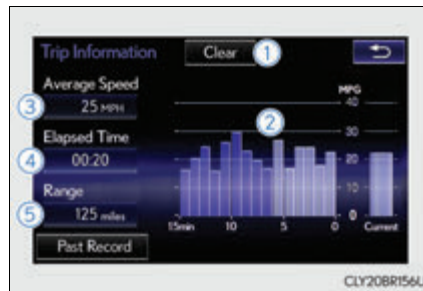 Trip Information
Clear
1
Average Speed
MPG
3
25 MPH
40
2
30
Elapsed Time
4
00:20
20
Range
10
5
125 miles
0
15min 10 5 0 Current
Past Record
CLY20BR156L